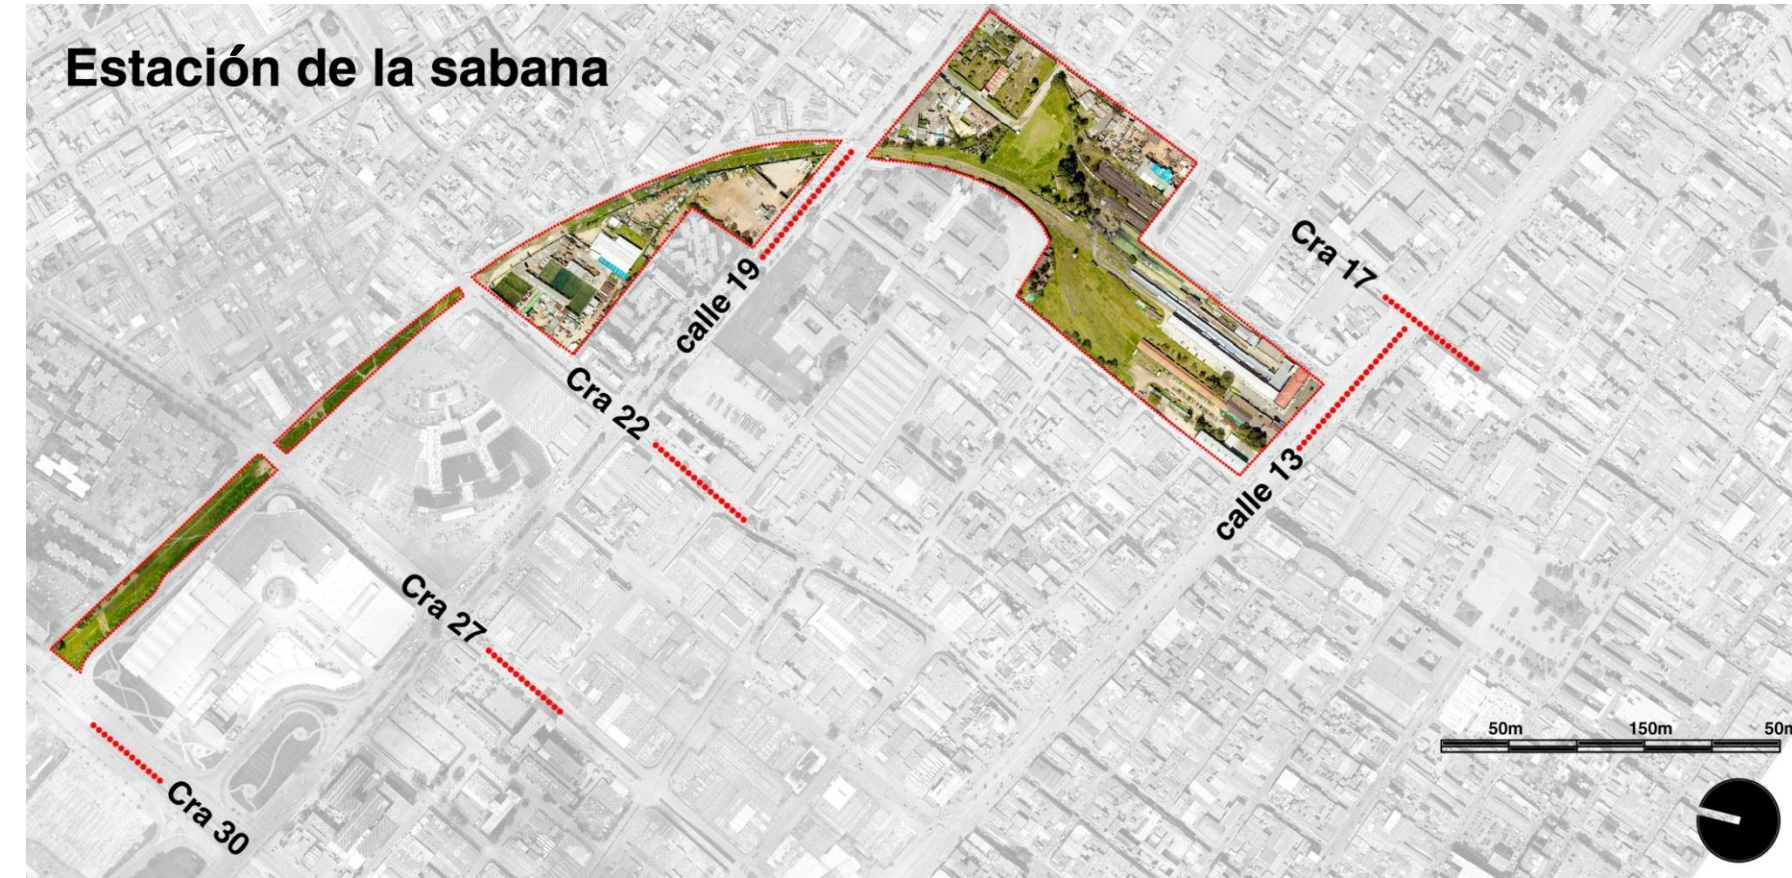 Estación de la sabana
Cra 17
calle 19
Cra 22
calle 13
Cra 27
Cra 30
50m 150m 50m